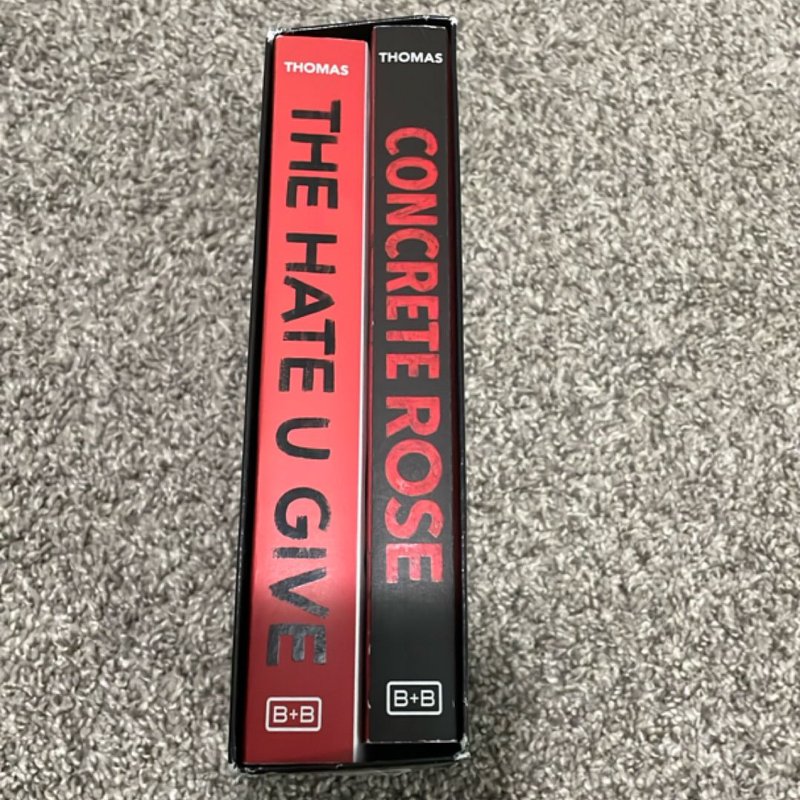 THOMAS
THE HATE U GIVE
B+B
THOMAS
CONCRETE ROSE
B+B